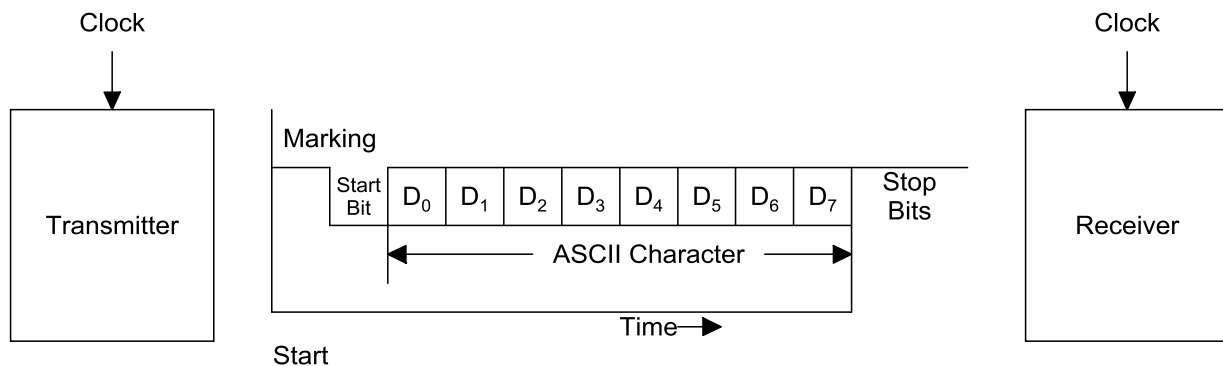 Clock
Clock
Marking
Transmitter
Start
Bit
D0
D1
D2
D3
D4
D5
D6
D7
Stop
Bits
Receiver
ASCII Character
Time
Start